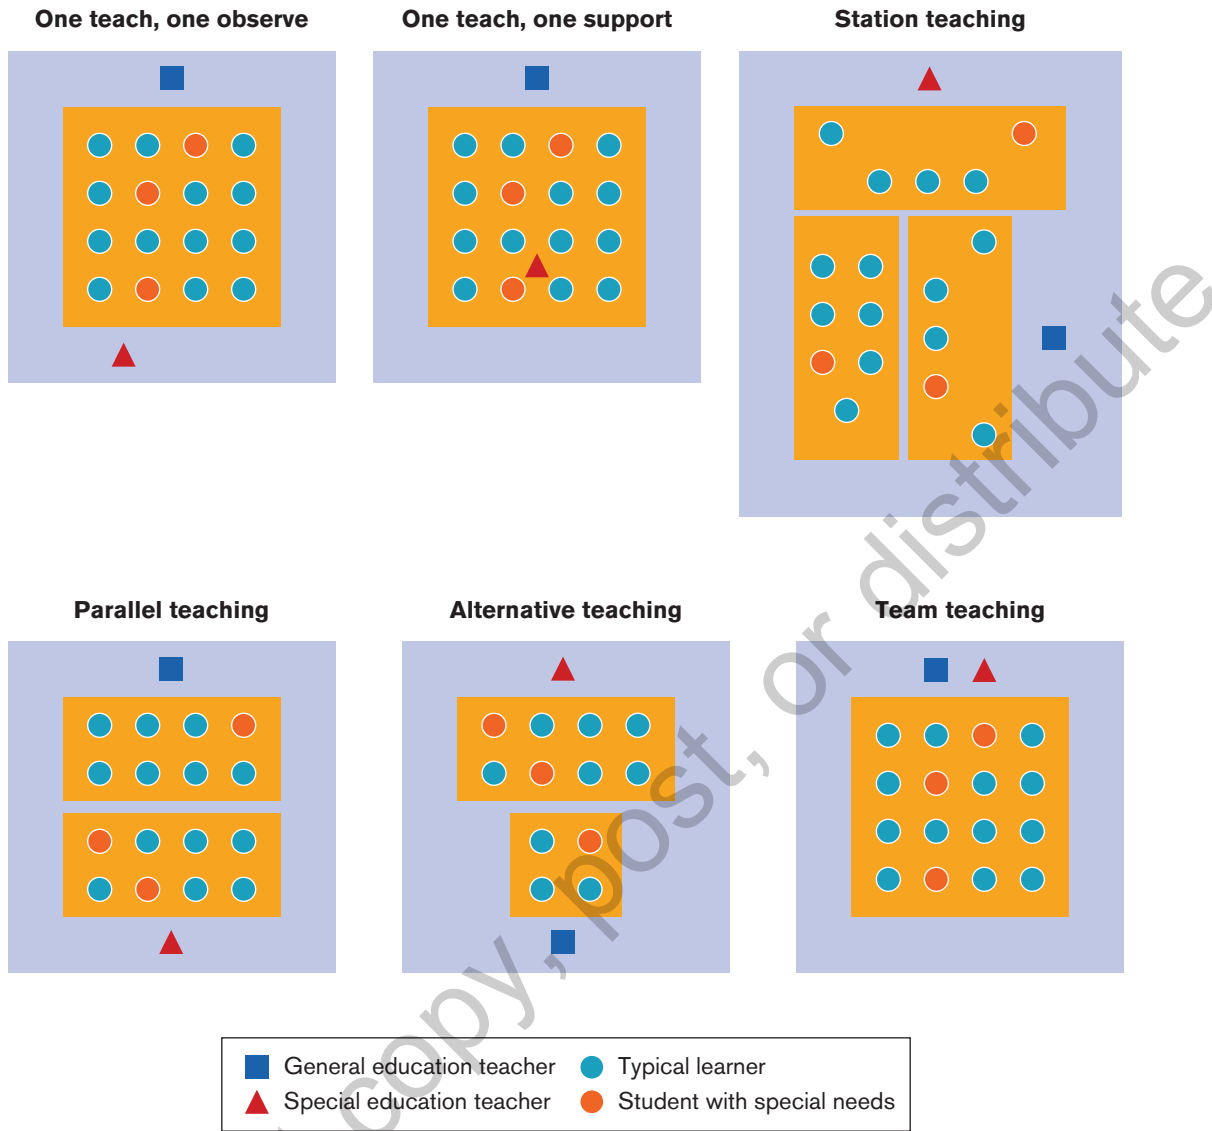 One teach, one observe
One teach, one support
Station teaching
Parallel teaching
Alternative teaching
Team teaching
General education teacher
Typical learner
Special education teacher
Student with special needs
copy, post, or distribute